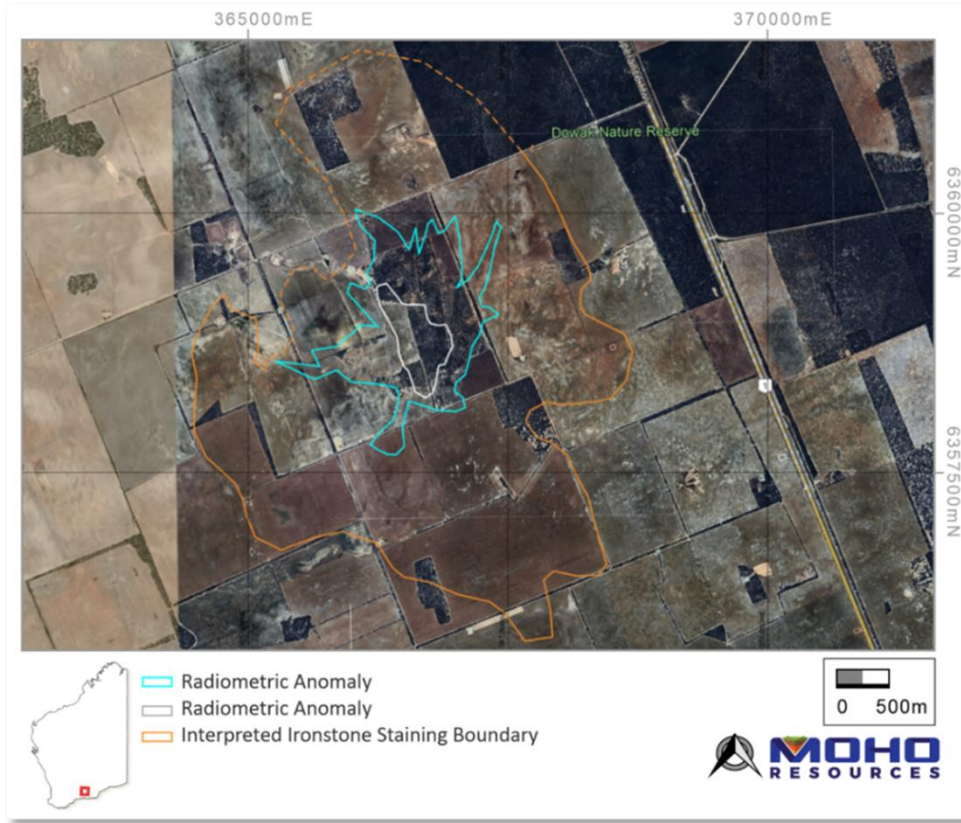 365000mE
370000mE
Dowak Nature Reserve
6360000mN
6357500mN
1
Radiometric Anomaly
Radiometric Anomaly
Interpreted Ironstone Staining Boundary
0 500m
MOHO
RESOURCES